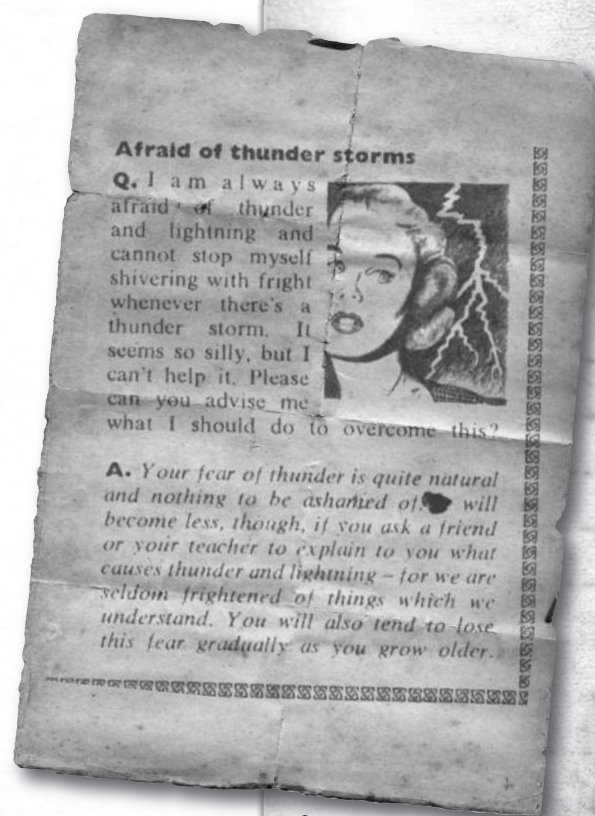 Afraid of thunder storms
Q. I am always
afraid of thunder
and lightning and
cannot stop myself
shivering with fright
whenever there's a
thunder storm. It
seems so silly, but I
can't help it. Please
can you advise me
what I should do to overcome this?
A. Your fear of thunder is quite natural
and nothing to be ashamed of. will
become less, though, if you ask a friend
or your teacher to explain to you what
causes thunder and lightning – for we are
seldom frightened of things which we
understand. You will also tend to lose
this fear gradually as you grow older.